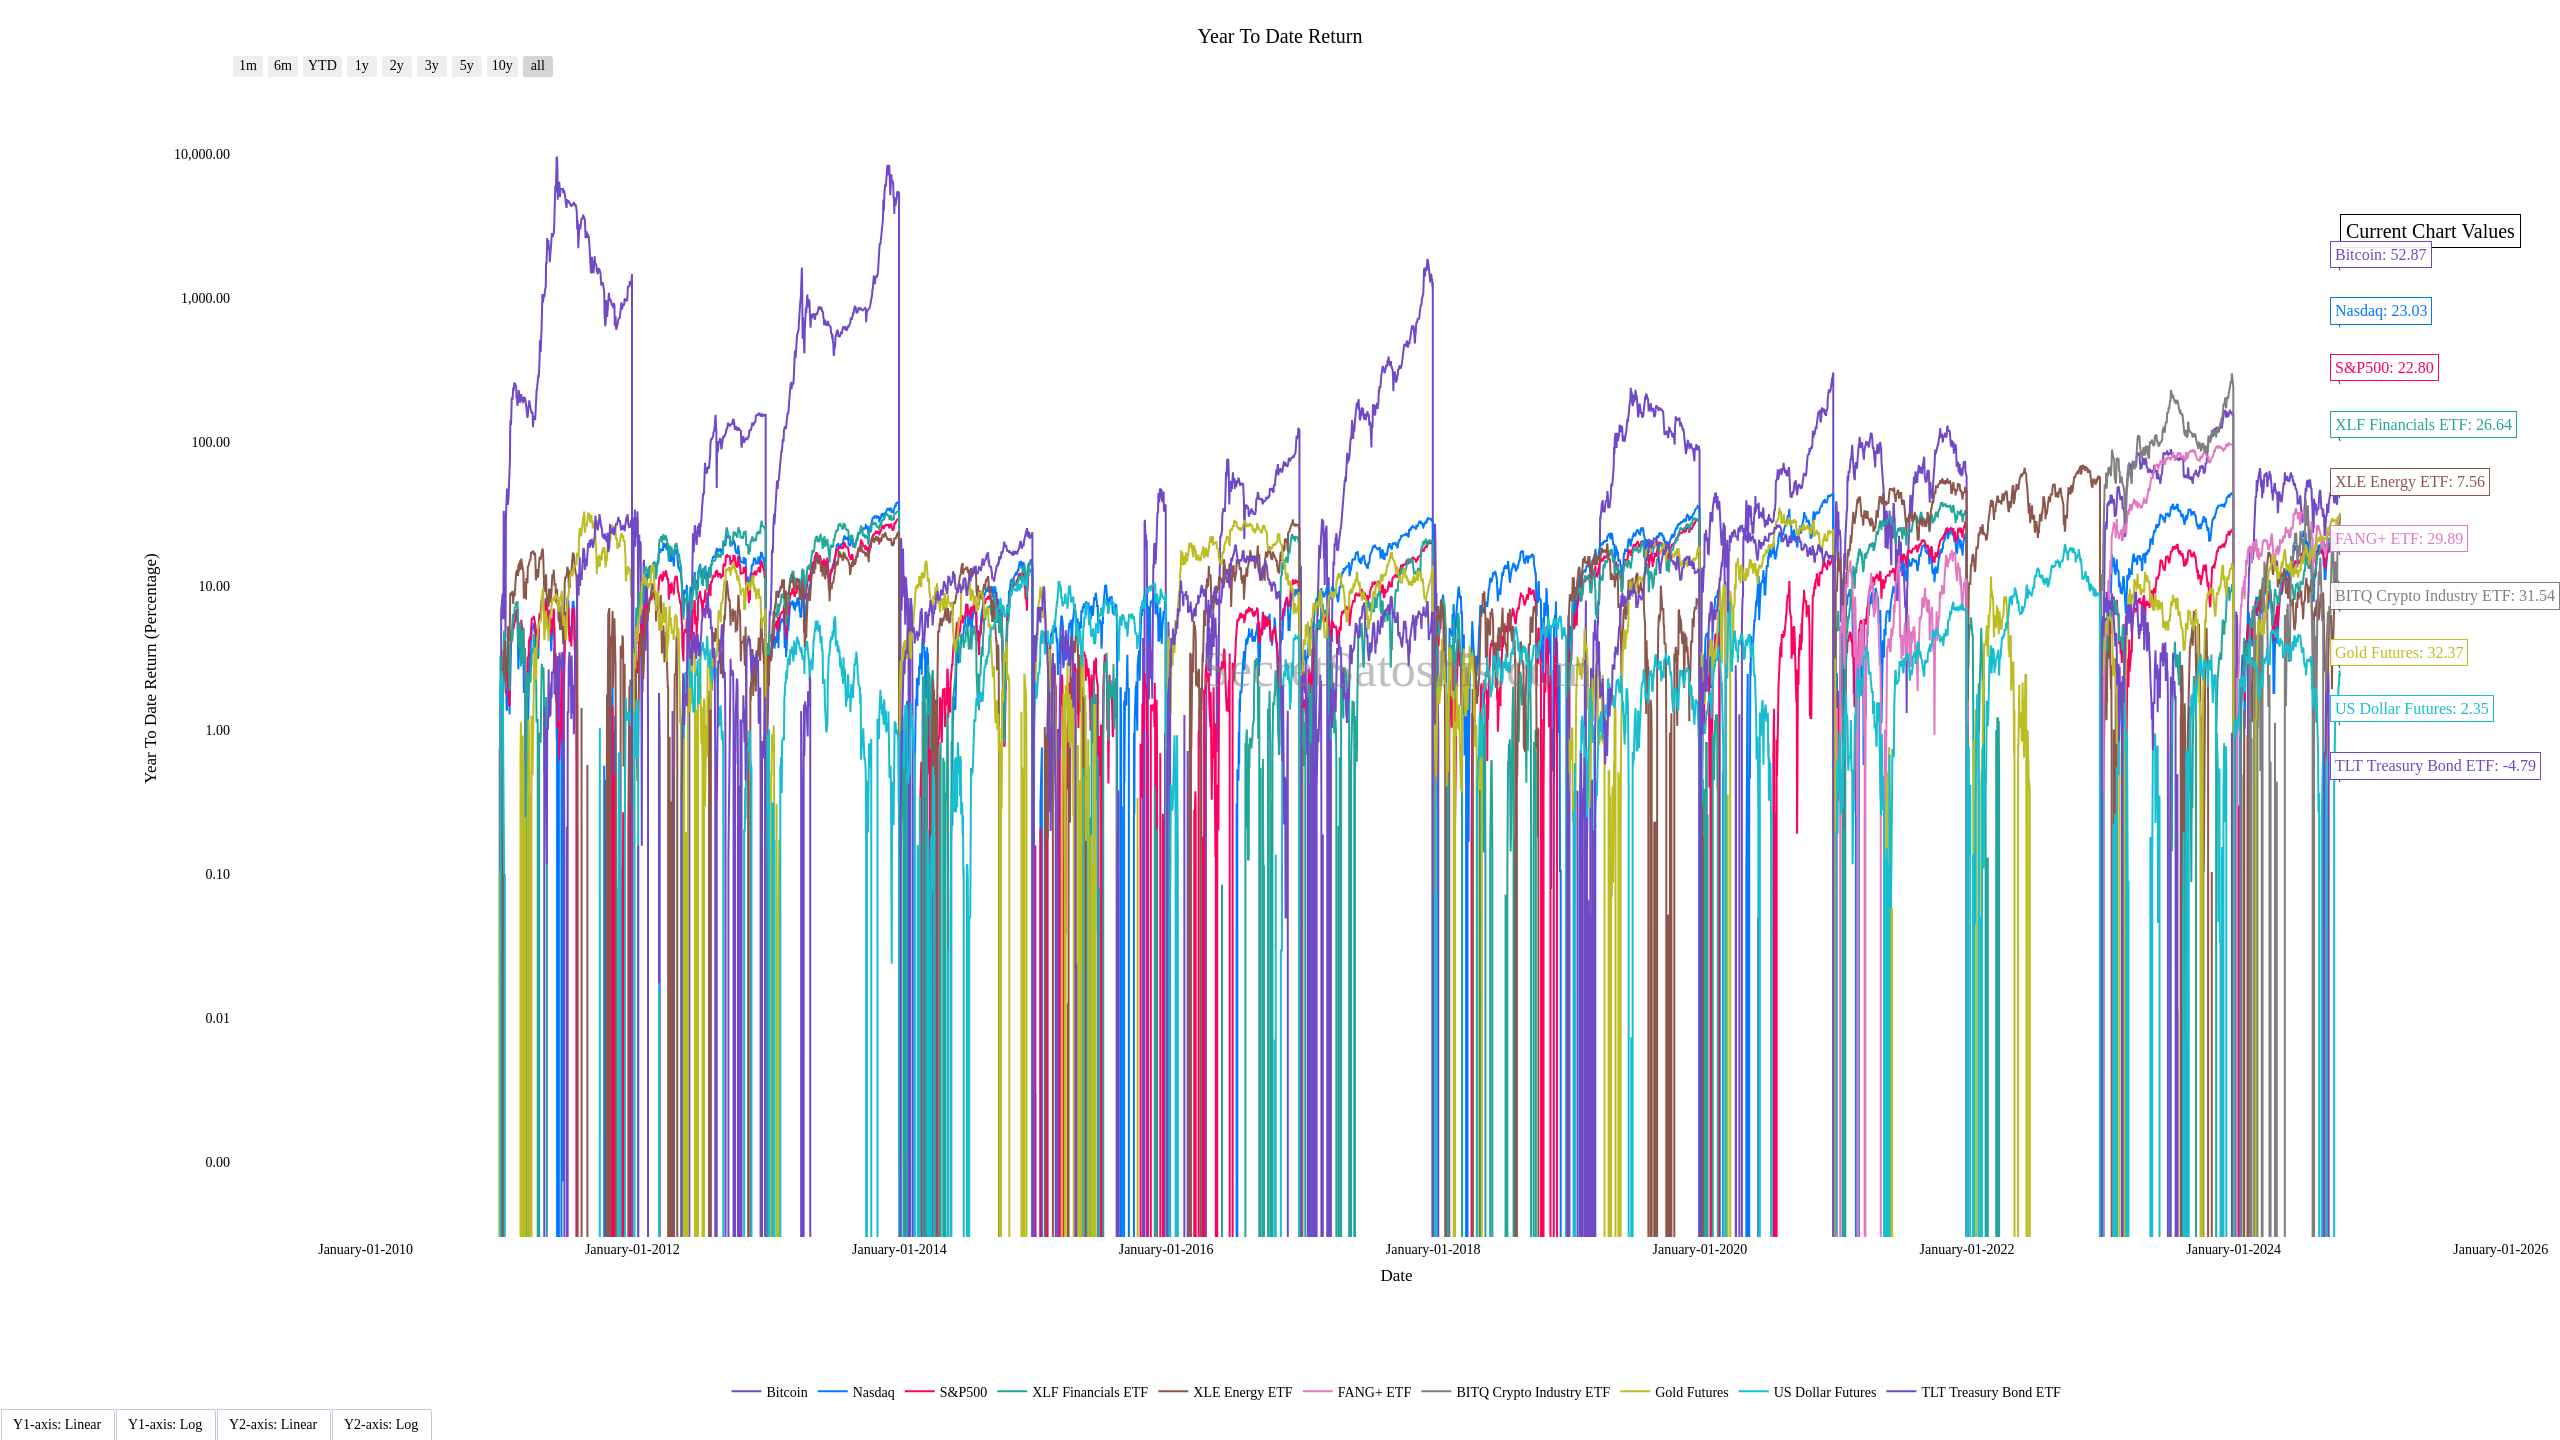 Year To Date Return
1m 6m YTD 1y 2y 3y 5y 10y all
10,000.00
1,000.00
100.00
10.00
1.00
0.10
0.01
0.00
Year To Date Return (Percentage)
Current Chart Values
Bitcoin: 52.87
Nasdaq: 23.03
S&P500: 22.80
XLF Financials ETF: 26.64
XLE Energy ETF: 7.56
FANG+ ETF: 29.89
BITQ Crypto Industry ETF: 31.54
Gold Futures: 32.37
US Dollar Futures: 2.35
TLT Treasury Bond ETF: -4.79
SecretSatoshis.com
January-01-2010 January-01-2012 January-01-2014 January-01-2016 January-01-2018 January-01-2020 January-01-2022 January-01-2024 January-01-2026
Date
Bitcoin Nasdaq S&P500 XLF Financials ETF XLE Energy ETF FANG+ ETF BITQ Crypto Industry ETF Gold Futures US Dollar Futures TLT Treasury Bond ETF
Y1-axis: Linear Y1-axis: Log Y2-axis: Linear Y2-axis: Log